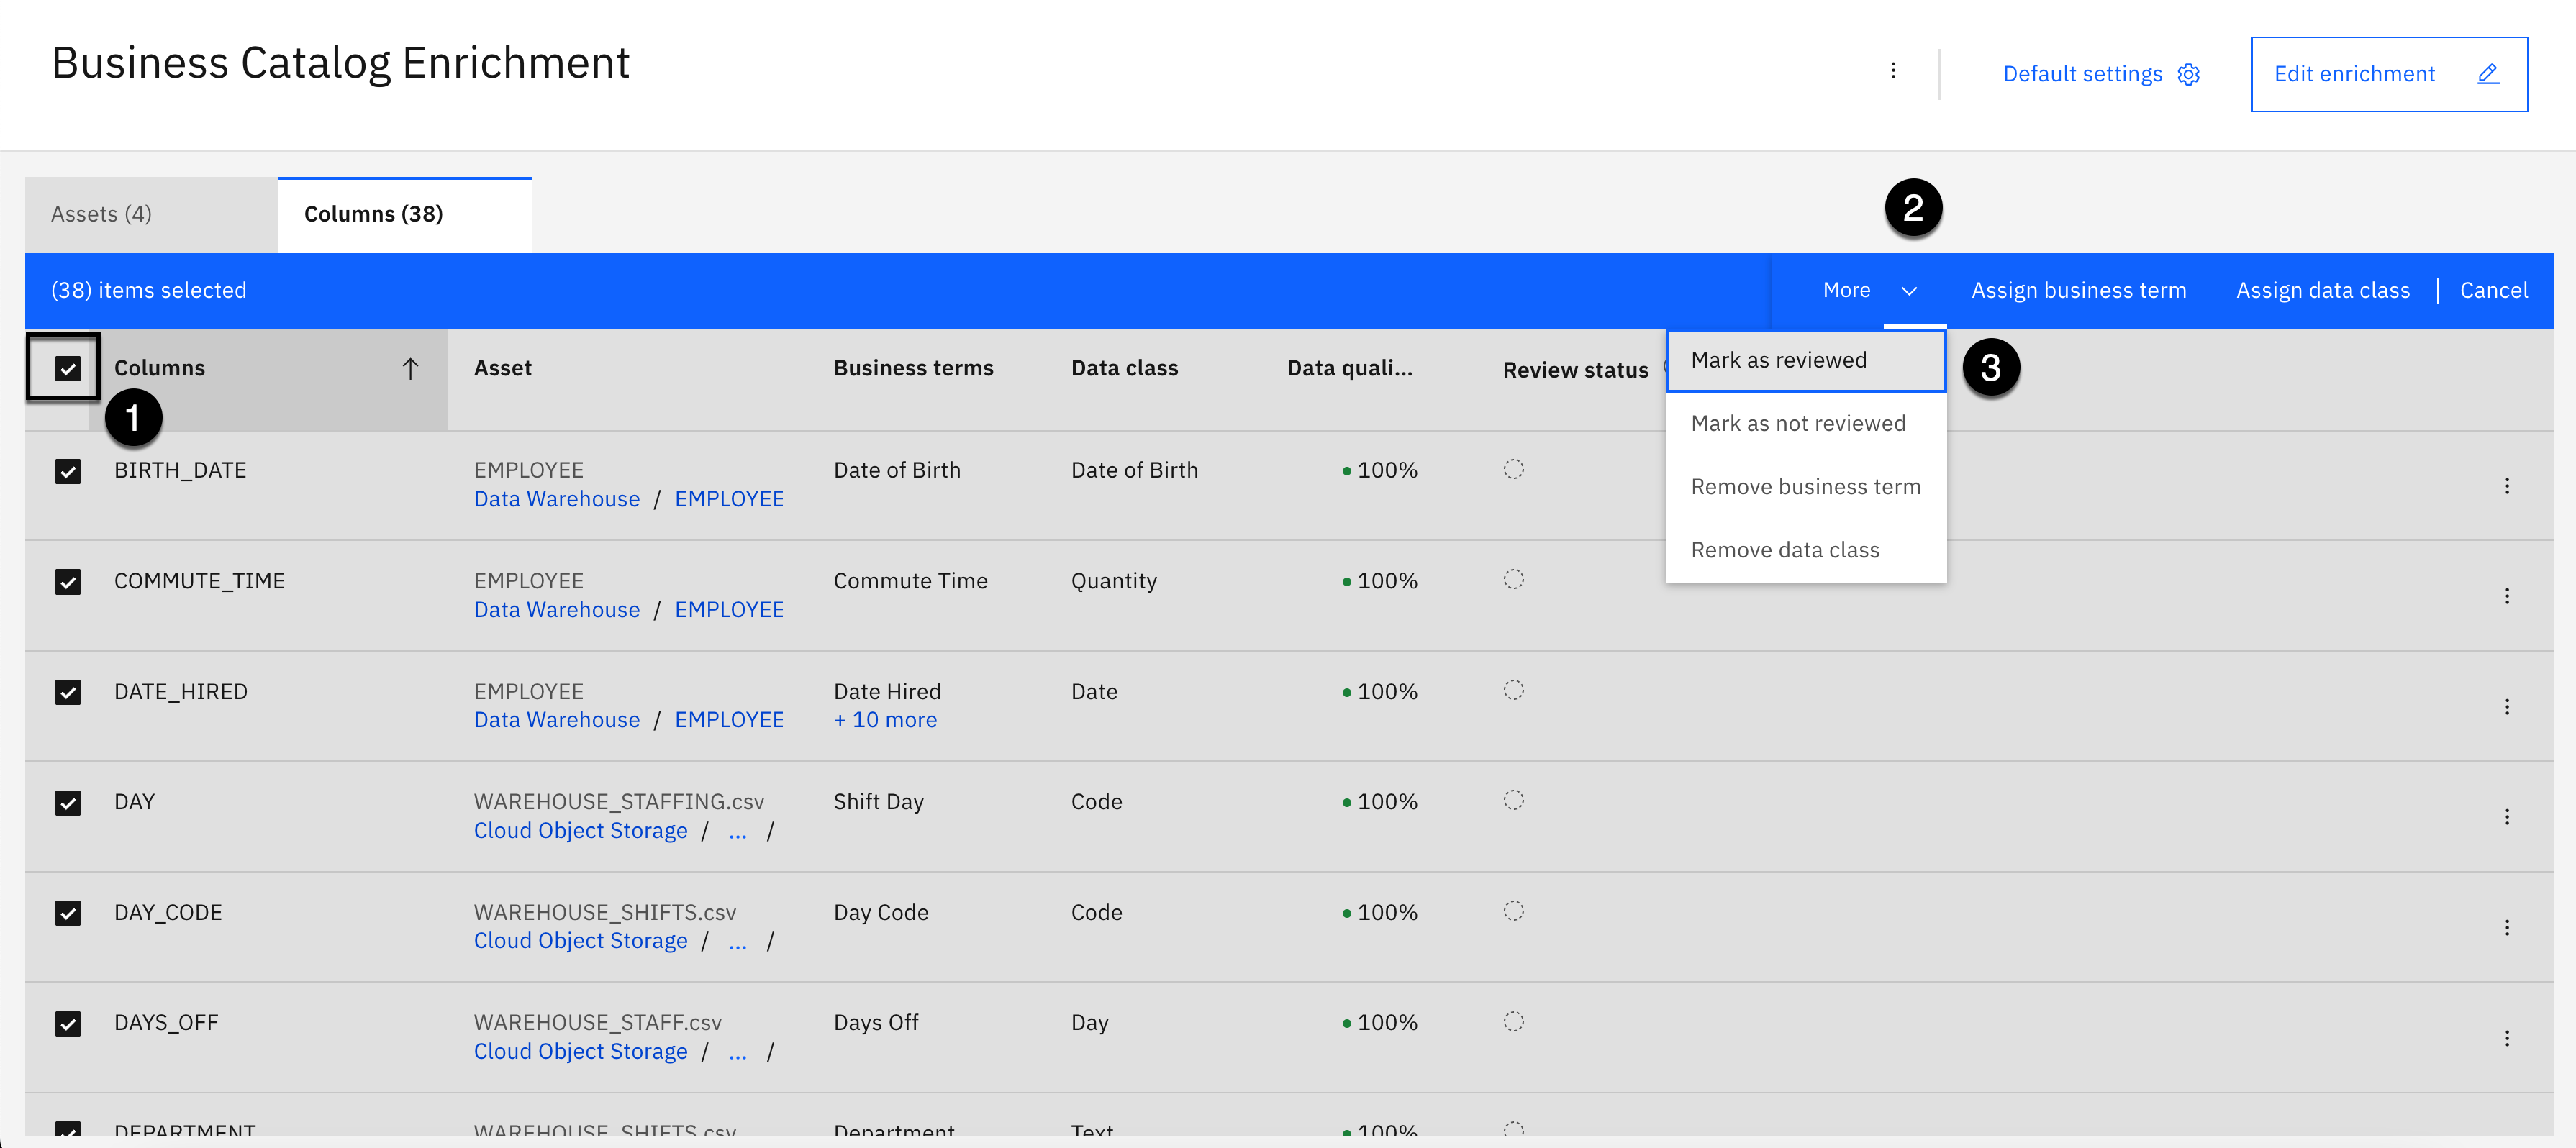 Business Catalog Enrichment
Default settings
Edit enrichment
Assets (4)
Columns (38)
2
(38) items selected
More
Assign business term
Assign data class
Cancel
Columns
Asset
Business terms
Data class
Data quali...
Review status
Mark as reviewed
3
1
Mark as not reviewed
Remove business term
Remove data class
BIRTH_DATE
EMPLOYEE
Data Warehouse / EMPLOYEE
Date of Birth
Date of Birth
100%
COMMUTE_TIME
EMPLOYEE
Data Warehouse / EMPLOYEE
Commute Time
Quantity
100%
DATE_HIRED
EMPLOYEE
Data Warehouse / EMPLOYEE
Date Hired
+ 10 more
Date
100%
DAY
WAREHOUSE_STAFFING.csv
Cloud Object Storage / ... /
Shift Day
Code
100%
DAY_CODE
WAREHOUSE_SHIFTS.csv
Cloud Object Storage / ... /
Day Code
Code
100%
DAYS_OFF
WAREHOUSE_STAFF.csv
Cloud Object Storage / ... /
Days Off
Day
100%
DEPARTMENT
WAREHOUSE_SHIFTS.csv
Department
Text
100%